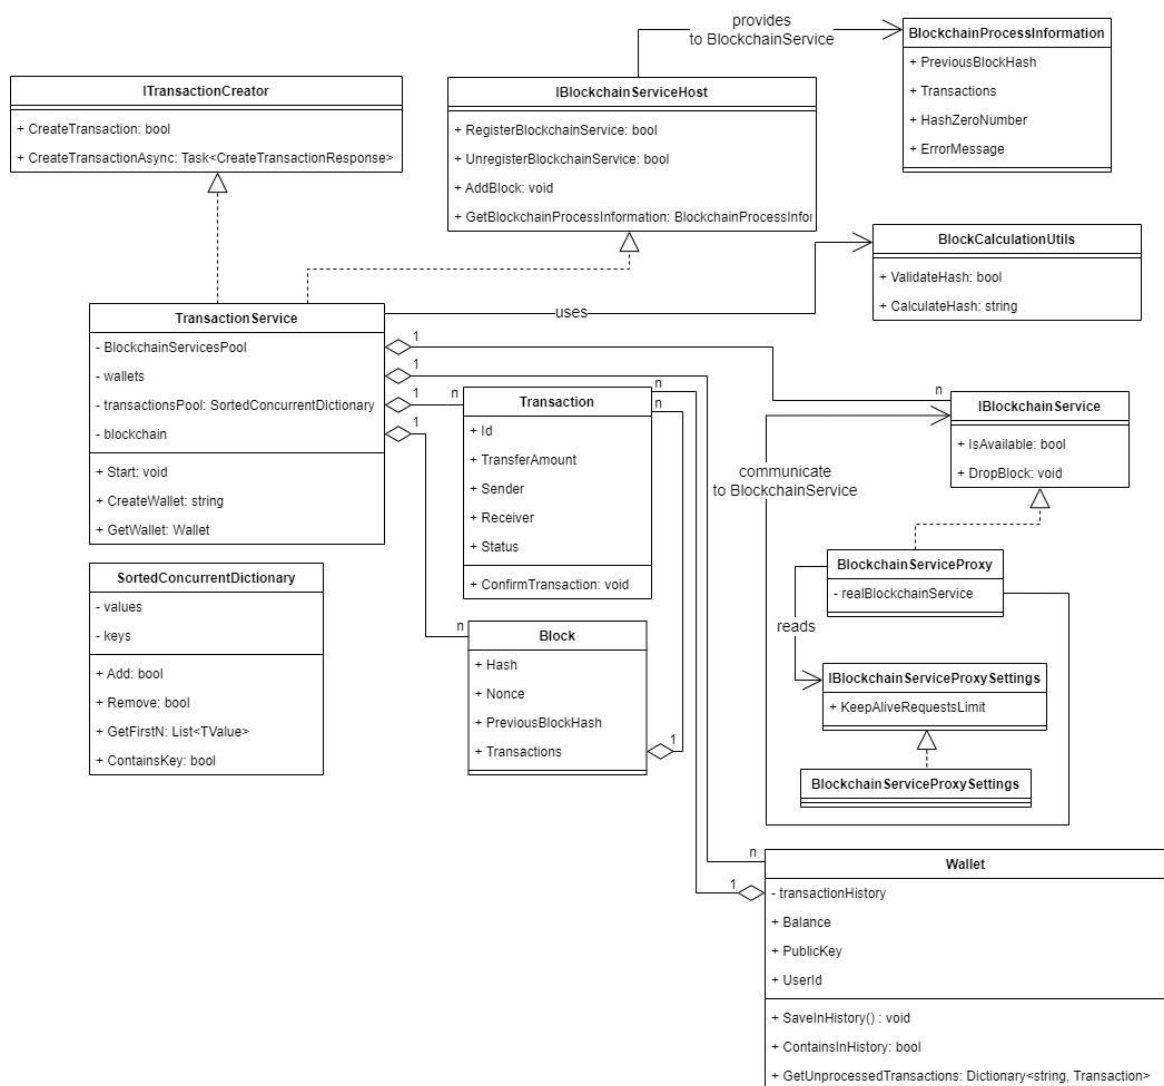 provides
to BlockchainService
BlockchainProcessInformation
+ PreviousBlockHash
+ Transactions
+ HashZeroNumber
+ ErrorMessage
ITransactionCreator
+ CreateTransaction: bool
+ CreateTransactionAsync: Task<CreateTransactionResponse>
IBlockchainServiceHost
+ RegisterBlockchainService: bool
+ UnregisterBlockchainService: bool
+ AddBlock: void
+ GetBlockchainProcessInformation: BlockchainProcessInfor
BlockCalculationUtils
+ ValidateHash: bool
+ CalculateHash: string
uses
TransactionService
- BlockchainServicesPool
- wallets
- transactionsPool: SortedConcurrentDictionary
- blockchain
+ Start: void
+ CreateWallet: string
+ GetWallet: Wallet
1
1
1
1
n
n
n
n
n
Transaction
+ Id
+ TransferAmount
+ Sender
+ Receiver
+ Status
+ ConfirmTransaction: void
IBlockchainService
+ IsAvailable: bool
+ DropBlock: void
communicate
to BlockchainService
SortedConcurrentDictionary
- values
- keys
+ Add: bool
+ Remove: bool
+ GetFirstN: List<TValue>
+ ContainsKey: bool
Block
+ Hash
+ Nonce
+ PreviousBlockHash
+ Transactions
1
BlockchainServiceProxy
- realBlockchainService
reads
IBlockchainServiceProxySettings
+ KeepAliveRequestsLimit
BlockchainServiceProxySettings
n
1
Wallet
- transactionHistory
+ Balance
+ PublicKey
+ UserId
+ SaveInHistory() : void
+ ContainsInHistory: bool
+ GetUnprocessedTransactions: Dictionary<string, Transaction>